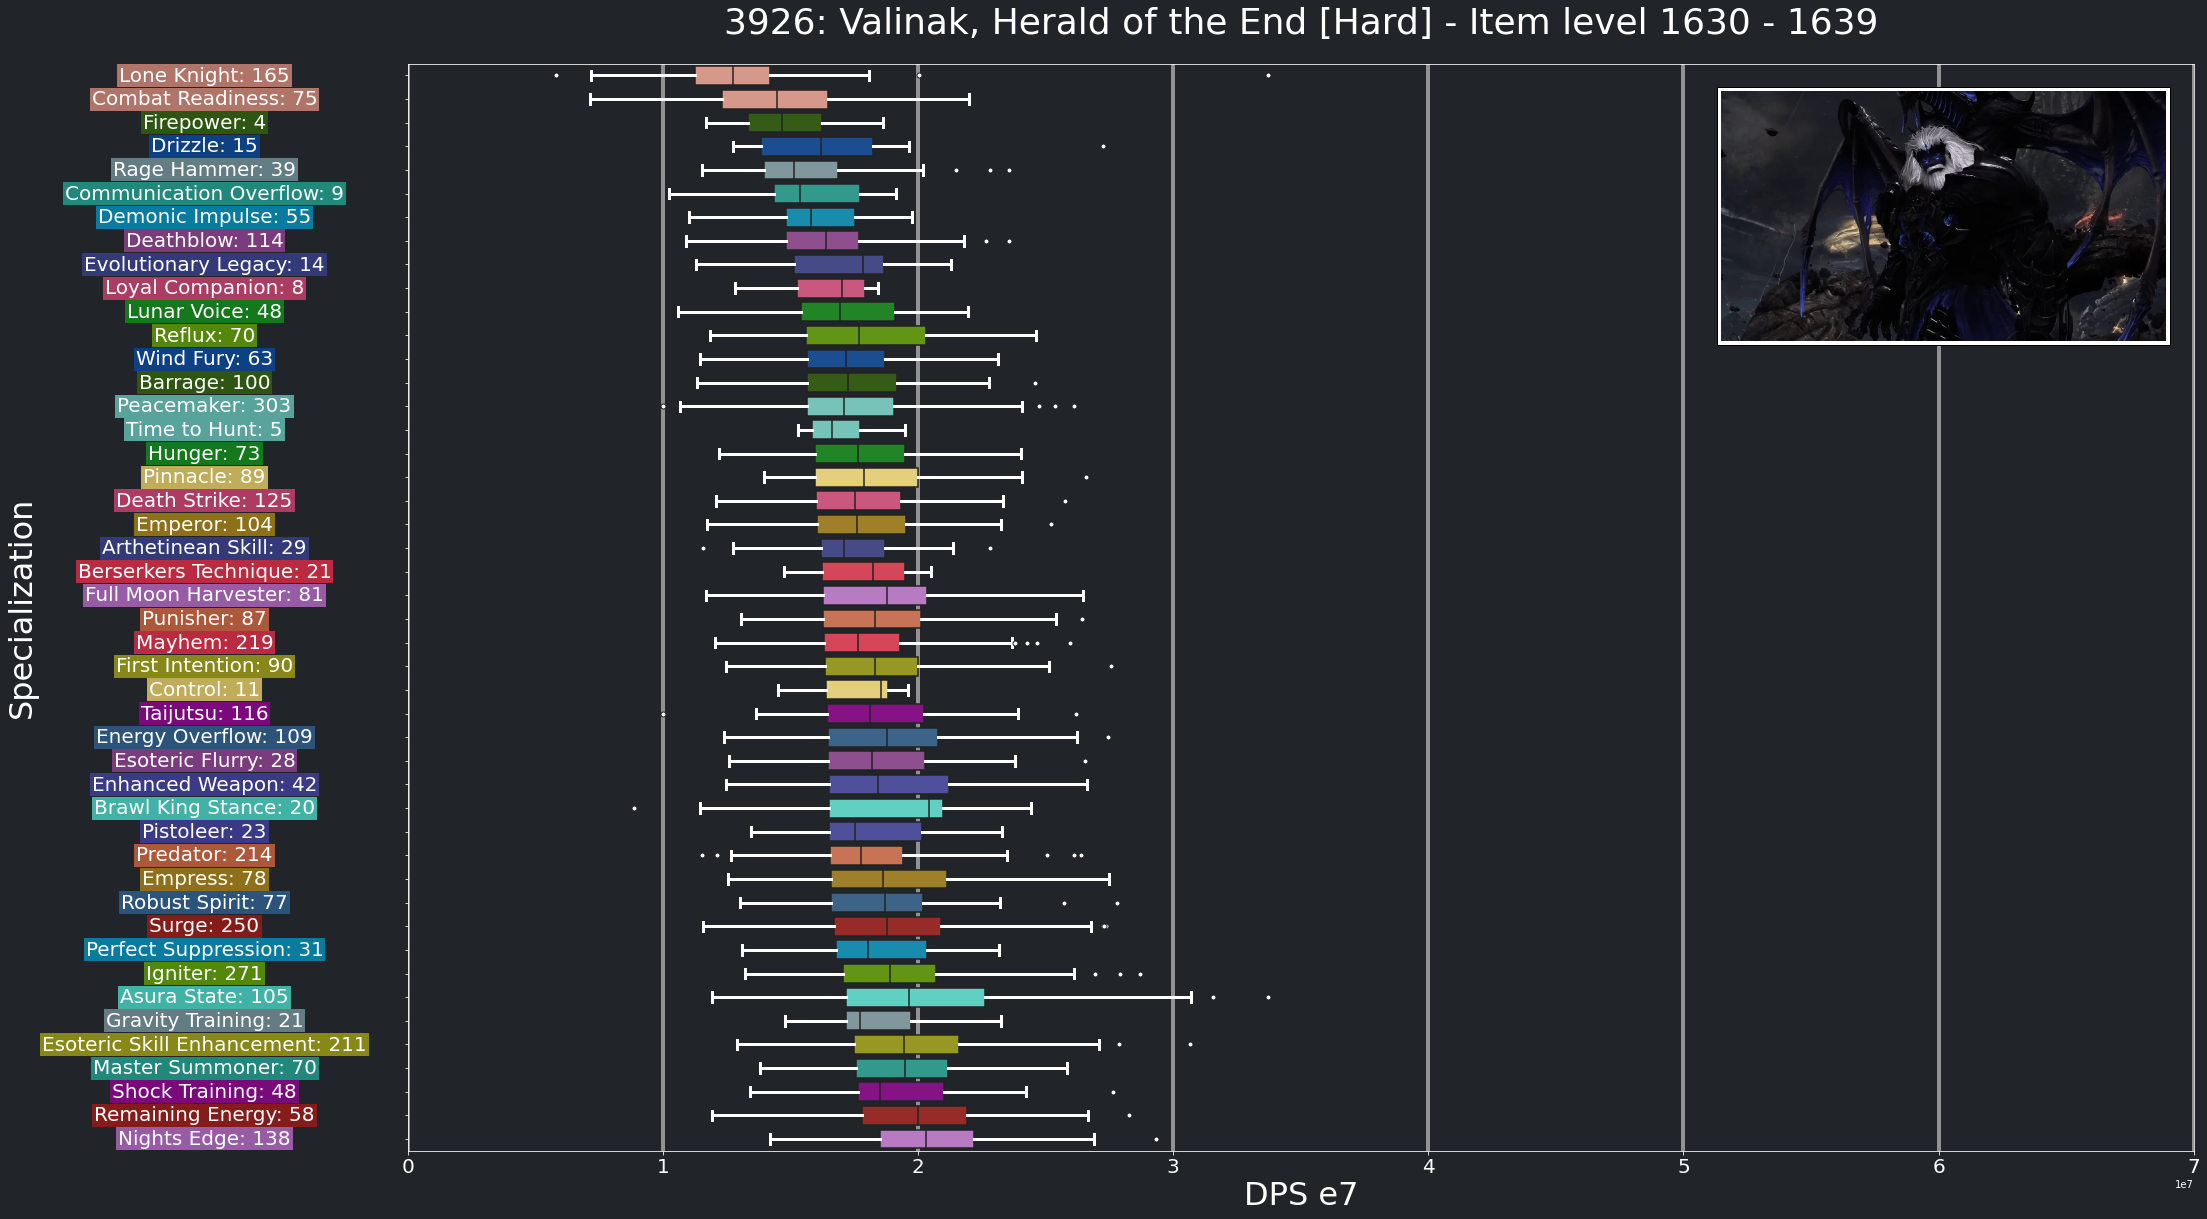 3926: Valinak, Herald of the End [Hard] - Item level 1630 - 1639
Specialization
Lone Knight: 165
Combat Readiness: 75
Firepower: 4
Drizzle: 15
Rage Hammer: 39
Communication Overflow: 9
Demonic Impulse: 55
Deathblow: 114
Evolutionary Legacy: 14
Loyal Companion: 8
Lunar Voice: 48
Reflux: 70
Wind Fury: 63
Barrage: 100
Peacemaker: 303
Time to Hunt: 5
Hunger: 73
Pinnacle: 89
Death Strike: 125
Emperor: 104
Arthetinean Skill: 29
Berserkers Technique: 21
Full Moon Harvester: 81
Punisher: 87
Mayhem: 219
First Intention: 90
Control: 11
Taijutsu: 116
Energy Overflow: 109
Esoteric Flurry: 28
Enhanced Weapon: 42
Brawl King Stance: 20
Pistoleer: 23
Predator: 214
Empress: 78
Robust Spirit: 77
Surge: 250
Perfect Suppression: 31
Igniter: 271
Asura State: 105
Gravity Training: 21
Esoteric Skill Enhancement: 211
Master Summoner: 70
Shock Training: 48
Remaining Energy: 58
Nights Edge: 138
0 1 2 3 4 5 6 7
1e7
DPS e7